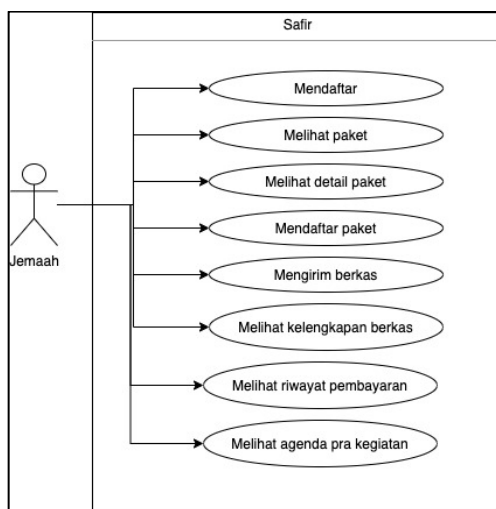 Safir
Mendaftar
Melihat paket
Melihat detail paket
Mendaftar paket
Jemaah
Mengirim berkas
Melihat kelengkapan berkas
Melihat riwayat pembayaran
Melihat agenda pra kegiatan